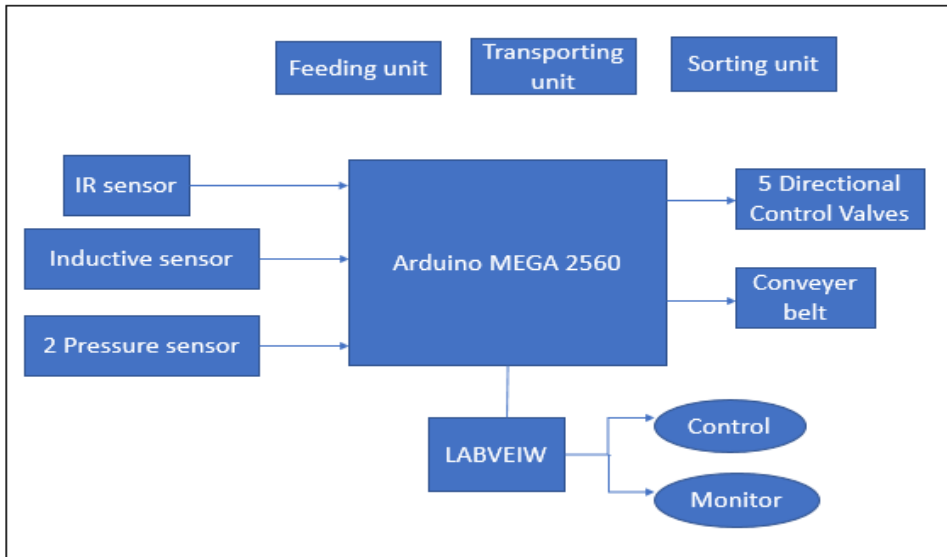 Feeding unit
Transporting
unit
Sorting unit
IR sensor
Inductive sensor
2 Pressure sensor
Arduino MEGA 2560
5 Directional
Control Valves
Conveyer
belt
LABVEIW
Control
Monitor